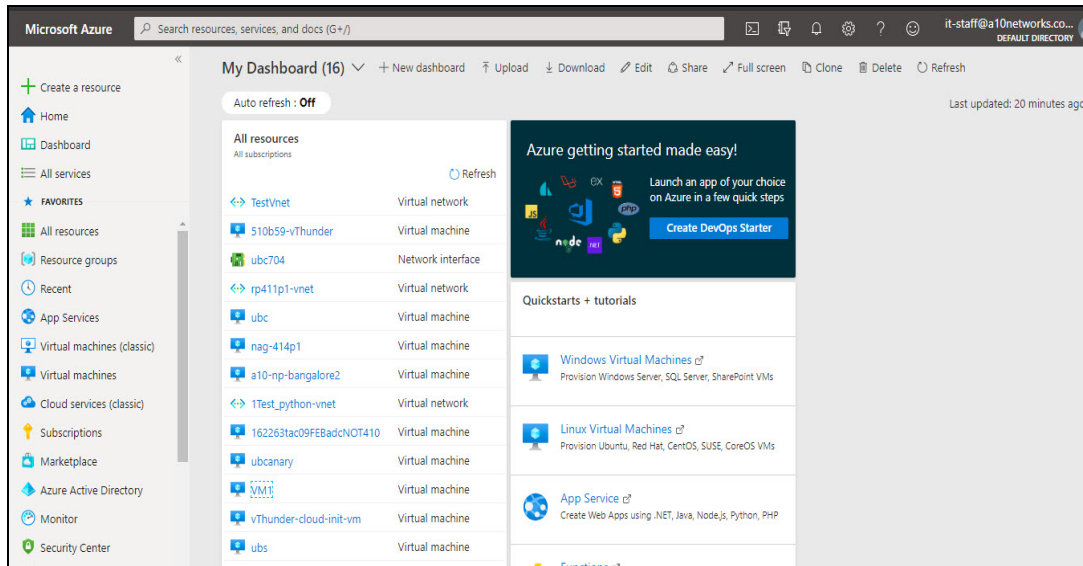 Microsoft Azure
Search resources, services, and docs (G+/)
it-staff@a10networks.co...
DEFAULT DIRECTORY
«
Create a resource
Home
Dashboard
All services
FAVORITES
All resources
Resource groups
Recent
App Services
Virtual machines (classic)
Virtual machines
Cloud services (classic)
Subscriptions
Marketplace
Azure Active Directory
Monitor
Security Center
My Dashboard (16) + New dashboard Upload Download Edit Share Full screen Clone Delete Refresh
Auto refresh : Off
Last updated: 20 minutes ago
All resources
All subscriptions
Refresh
TestVnet Virtual network
510b59-vThunder Virtual machine
ubc704 Network interface
rp411p1-vnet Virtual network
ubc Virtual machine
nag-414p1 Virtual machine
a10-np-bangalore2 Virtual machine
1Test_python-vnet Virtual network
162263tac09FEBadcNOT410 Virtual machine
ubcanary Virtual machine
VM1 Virtual machine
vThunder-cloud-init-vm Virtual machine
ubs Virtual machine
Azure getting started made easy!
Launch an app of your choice
on Azure in a few quick steps
Create DevOps Starter
ex
5
JS
php
node
.NET
Quickstarts + tutorials
Windows Virtual Machines
Provision Windows Server, SQL Server, SharePoint VMs
Linux Virtual Machines
Provision Ubuntu, Red Hat, CentOS, SUSE, CoreOS VMs
App Service
Create Web Apps using .NET, Java, Node.js, Python, PHP